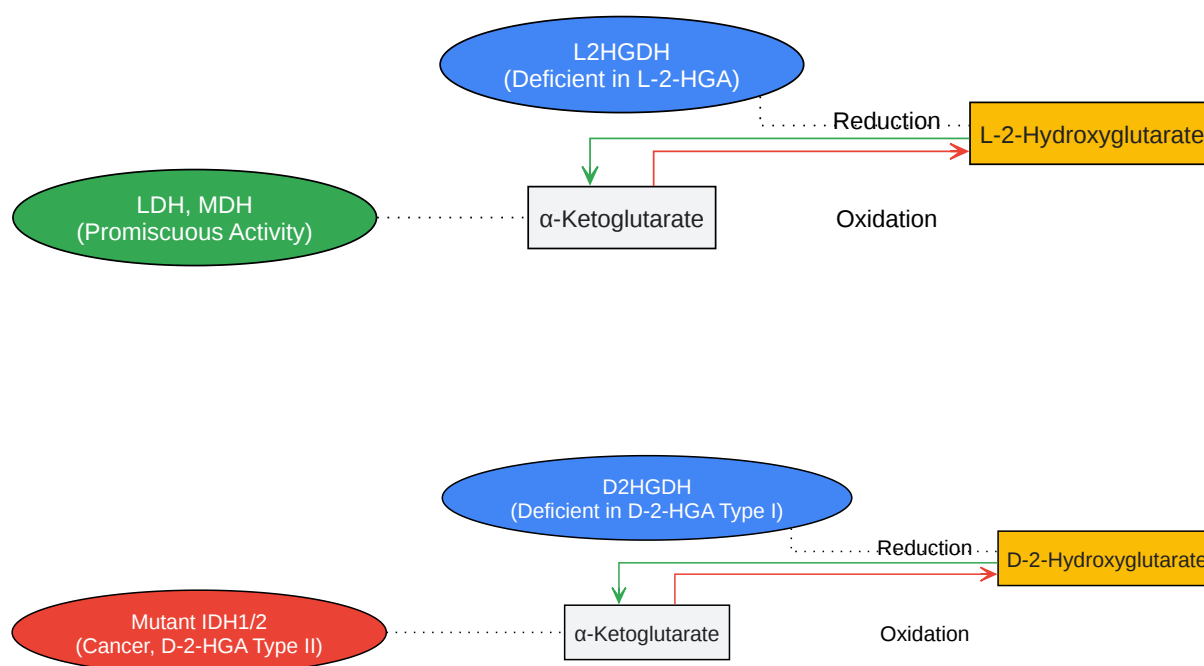 L2HGDH
(Deficient in L-2-HGA)
Reduction
L-2-Hydroxyglutarate
LDH, MDH
(Promiscuous Activity)
α-Ketoglutarate
Oxidation
D2HGDH
(Deficient in D-2-HGA Type I)
Reduction
D-2-Hydroxyglutarate
Mutant IDH1/2
(Cancer, D-2-HGA Type II)
α-Ketoglutarate
Oxidation